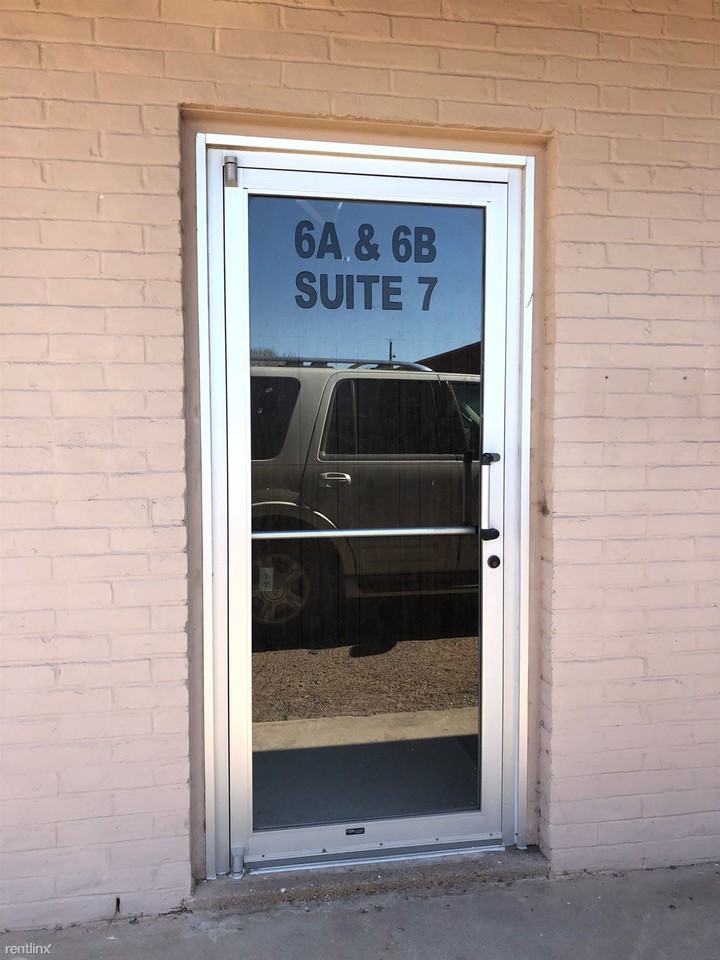 6A & 6B
SUITE 7
rentlinx